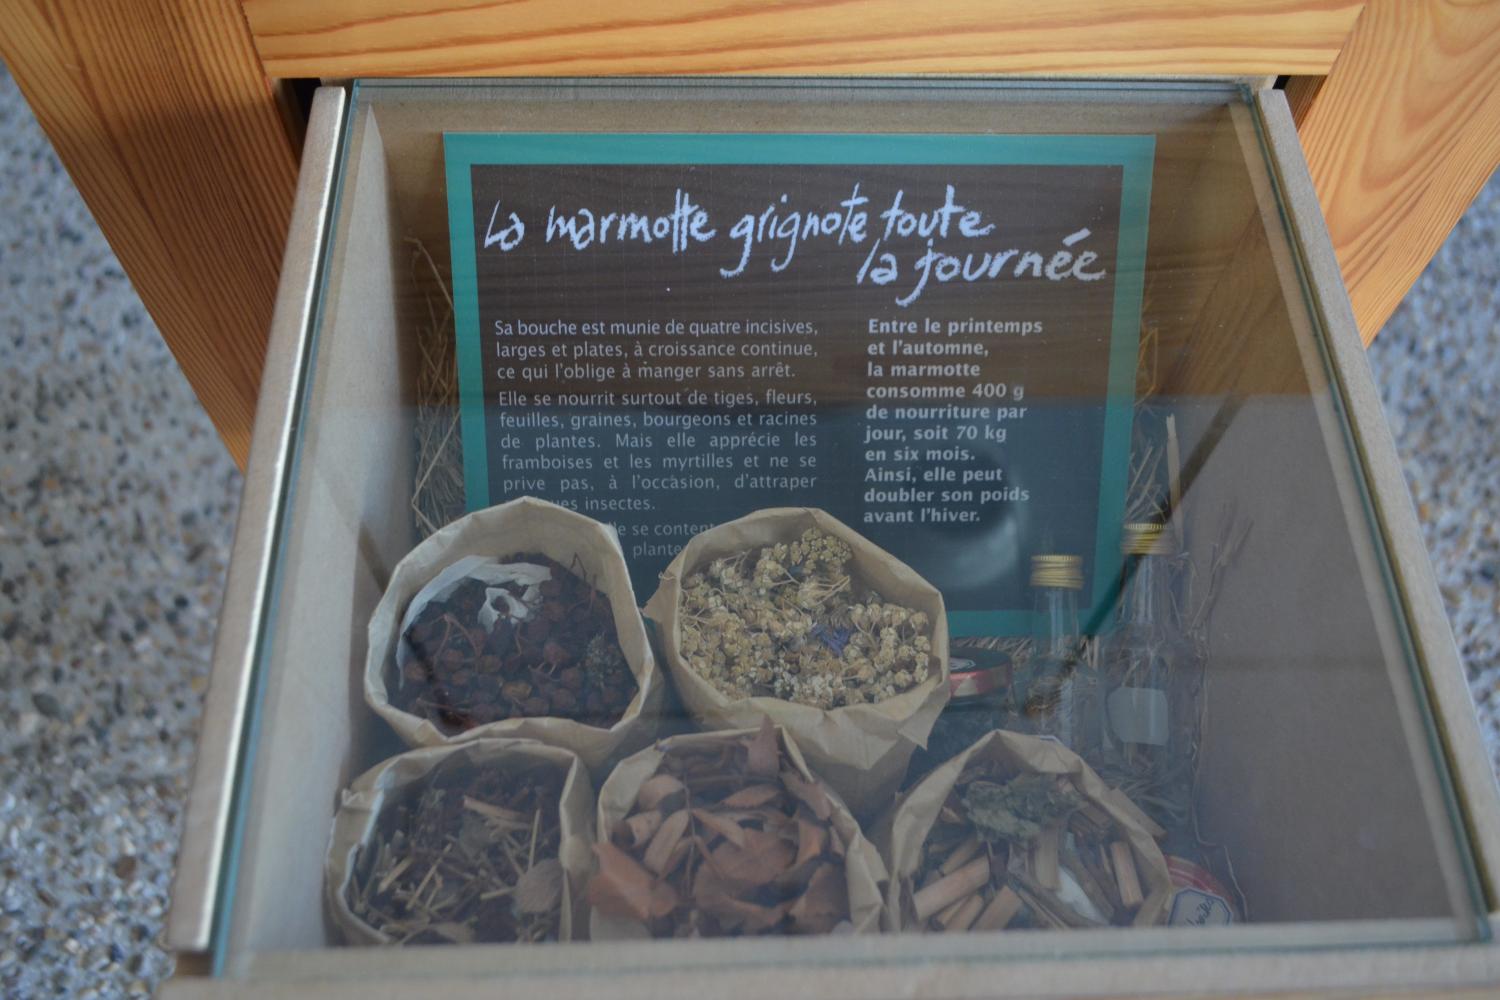 La marmotte grignote toute
la journée
Sa bouche est munie de quatre incisives,
larges et plates, à croissance continue,
ce qui l'oblige à manger sans arrêt.
Elle se nourrit surtout de tiges, fleurs,
feuilles, graines, bourgeons et racines
de plantes. Mais elle apprécie les
framboises et les myrtilles et ne se
prive pas, à l'occasion, d'attraper
insectes.
se
Entre le printemps
et l'automne,
la marmotte
consomme 400 g
de nourriture par
jour, soit 70 kg
en six mois.
Ainsi, elle peut
doubler son poids
avant l'hiver.